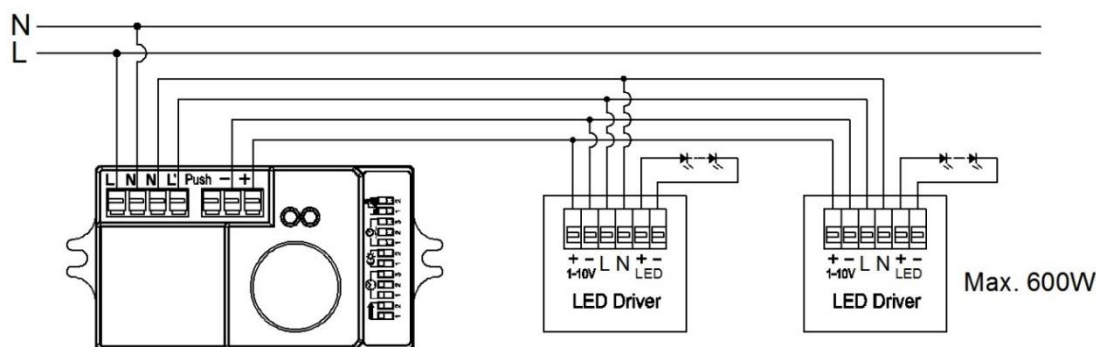 N
L
L N N L' Push − +
+ − L N + −
1-10V LED
LED Driver
+ − L N + −
1-10V LED
LED Driver
Max. 600W